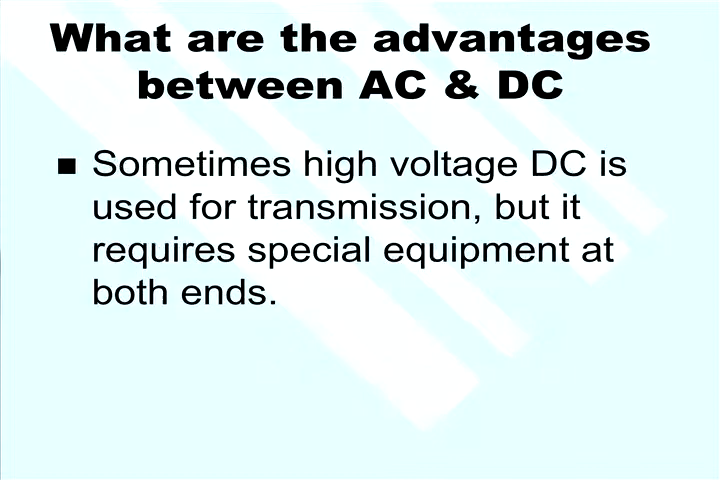 What are the advantages
between AC & DC
■ Sometimes high voltage DC is
used for transmission, but it
requires special equipment at
both ends.